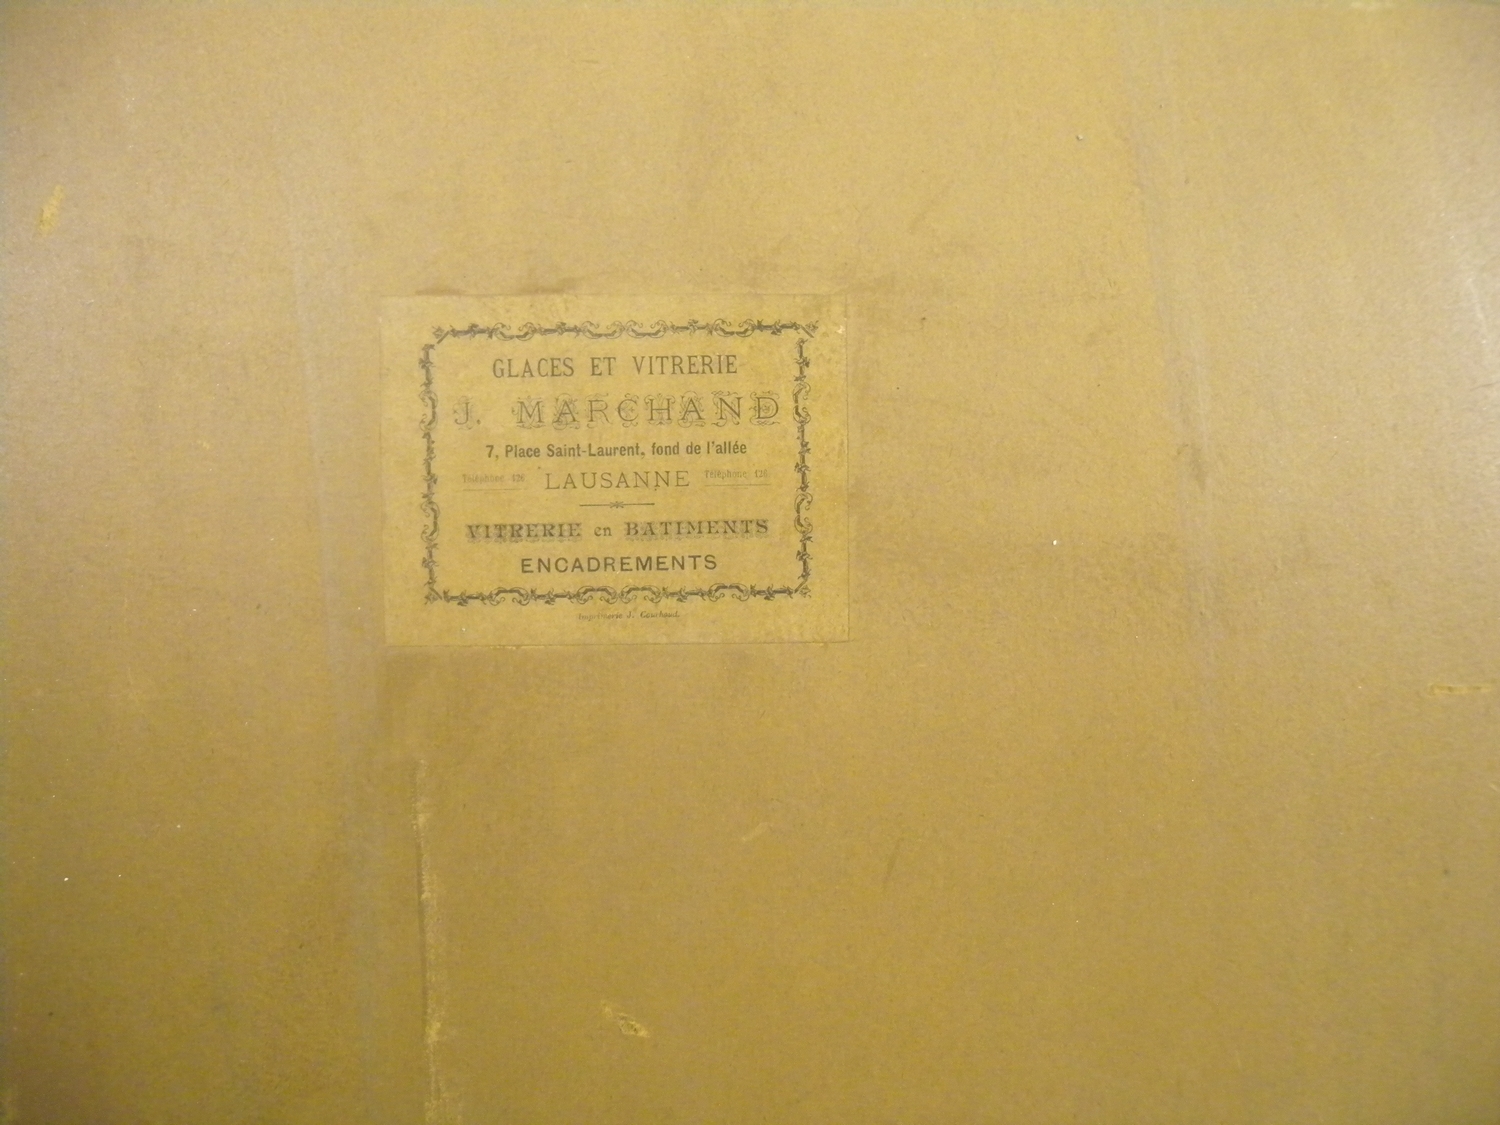 GLACES ET VITRERIE
J. MARCHAND
7, Place Saint-Laurent, fond de l'allée
Téléphone 126 LAUSANNE Téléphone 126
VITRERIE en BATIMENTS
ENCADREMENTS
Imprimerie J.